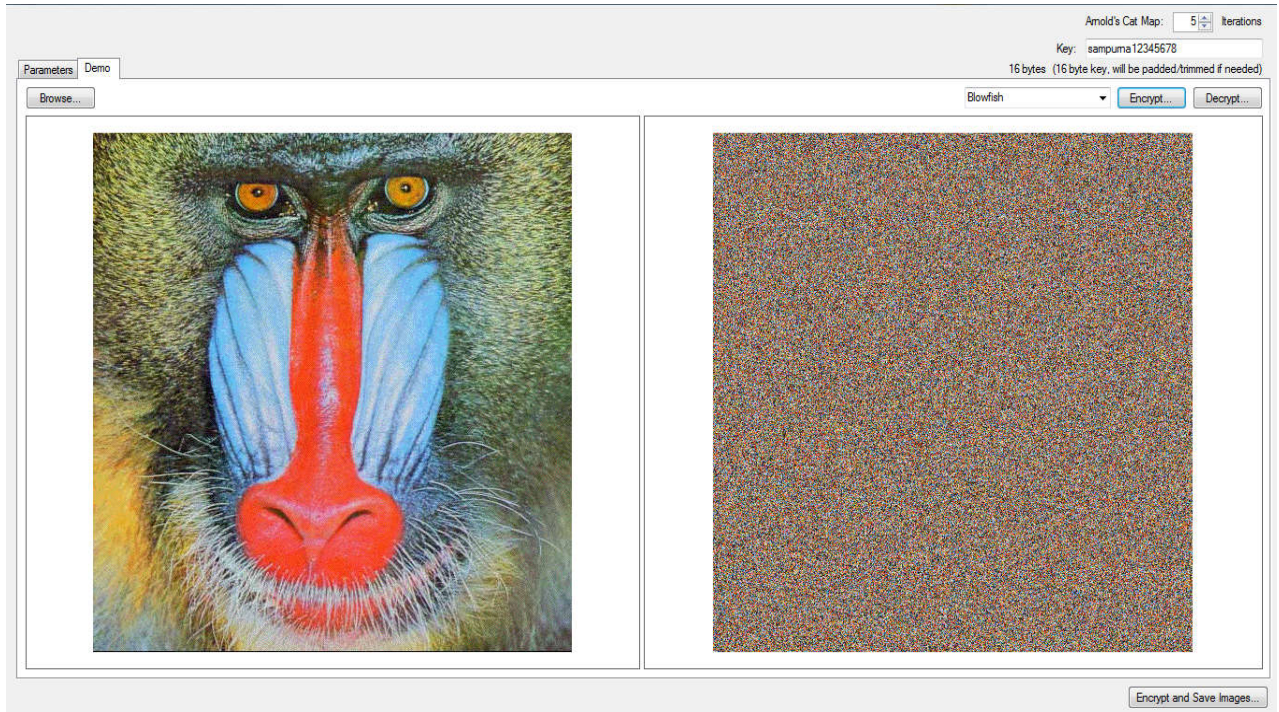 Arnold's Cat Map: 5 Iterations
Key: sampurna12345678
16 bytes (16 byte key, will be padded/trimmed if needed)
Parameters Demo
Browse... Blowfish Encrypt... Decrypt...
Encrypt and Save Images...